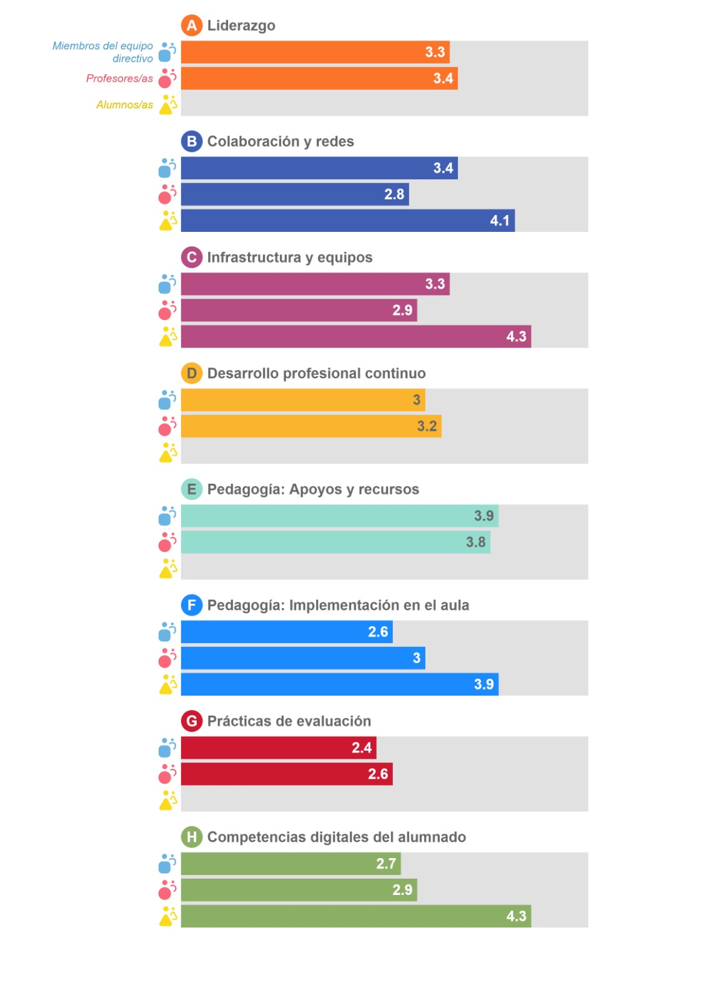 A Liderazgo
Miembros del equipo
directivo
3.3
Profesores/as
3.4
Alumnos/as
B Colaboración y redes
3.4
2.8
4.1
C Infrastructura y equipos
3.3
2.9
4.3
D Desarrollo profesional continuo
3
3.2
E Pedagogía: Apoyos y recursos
3.9
3.8
F Pedagogía: Implementación en el aula
2.6
3
3.9
G Prácticas de evaluación
2.4
2.6
H Competencias digitales del alumnado
2.7
2.9
4.3